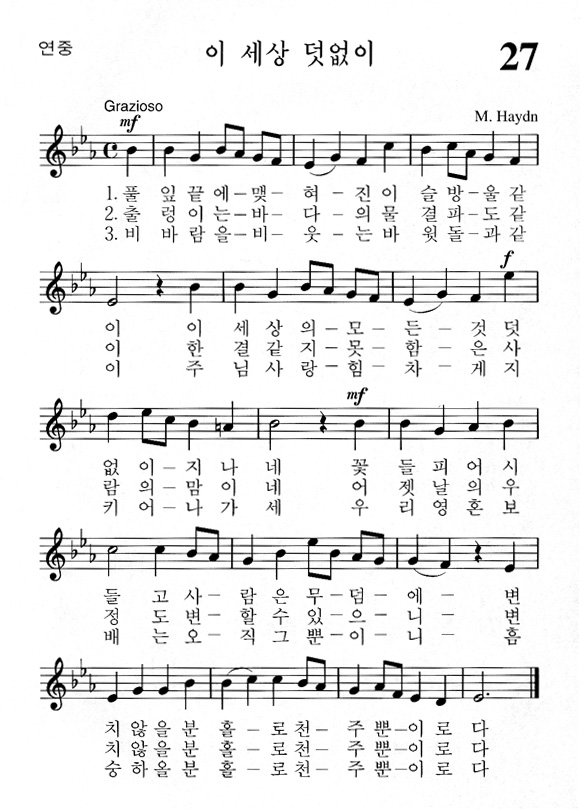 연중
이 세상 덧없이
27
Grazioso
mf
M. Haydn
1. 풀 잎 끝 에 – 맺 – 혀 – 진 이 슬 방 – 울 같
2. 출 렁 이 는 – 바 – 다 – 의 물 결 파 – 도 같
3. 비 바 람 을 – 비 – 웃 – 는 바 윗 돌 – 과 같
f
이 이 세 상 의 – 모 – 든 – 것 덧
이 한 결 같 지 – 못 – 함 – 은 사
이 주 님 사 랑 – 힘 – 차 – 게 지
mf
없 이 – 지 나 네 꽃 들 피 어 시
람 의 – 맘 이 네 어 젯 날 의 우
키 어 – 나 가 세 우 리 영 혼 보
들 고 사 – 람 은 무 – 덤 – 에 – 변
정 도 변 – 할 수 있 – 으 – 니 – 변
배 는 오 – 직 그 뿐 – 이 – 니 – 흠
치 않 을 분 홀 – 로 천 – 주 뿐 – 이 로 다
치 않 을 분 홀 – 로 천 – 주 뿐 – 이 로 다
숭 하 올 분 홀 – 로 천 – 주 뿐 – 이 로 다